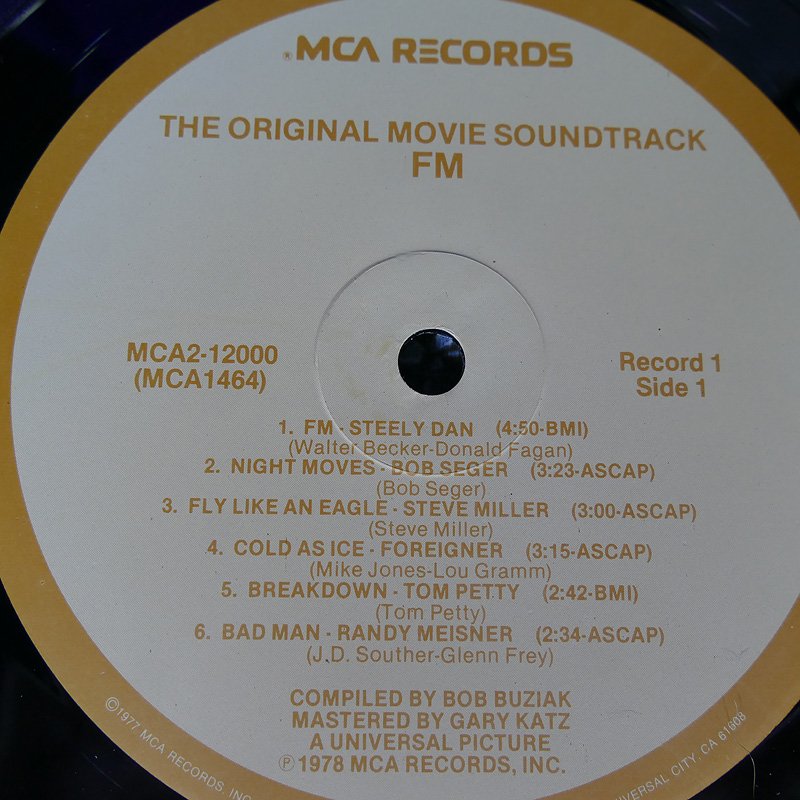 ®MCA RECORDS
THE ORIGINAL MOVIE SOUNDTRACK
FM
MCA2-12000
(MCA1464)
Record 1
Side 1
1. FM - STEELY DAN (4:50-BMI)
(Walter Becker-Donald Fagan)
2. NIGHT MOVES - BOB SEGER (3:23-ASCAP)
(Bob Seger)
3. FLY LIKE AN EAGLE - STEVE MILLER (3:00-ASCAP)
(Steve Miller)
4. COLD AS ICE - FOREIGNER (3:15-ASCAP)
(Mike Jones-Lou Gramm)
5. BREAKDOWN - TOM PETTY (2:42-BMI)
(Tom Petty)
6. BAD MAN - RANDY MEISNER (2:34-ASCAP)
(J.D. Souther-Glenn Frey)
COMPILED BY BOB BUZIAK
MASTERED BY GARY KATZ
A UNIVERSAL PICTURE
℗ 1978 MCA RECORDS, INC.
©1977 MCA RECORDS, INC
VERSAL CITY, CA 91608